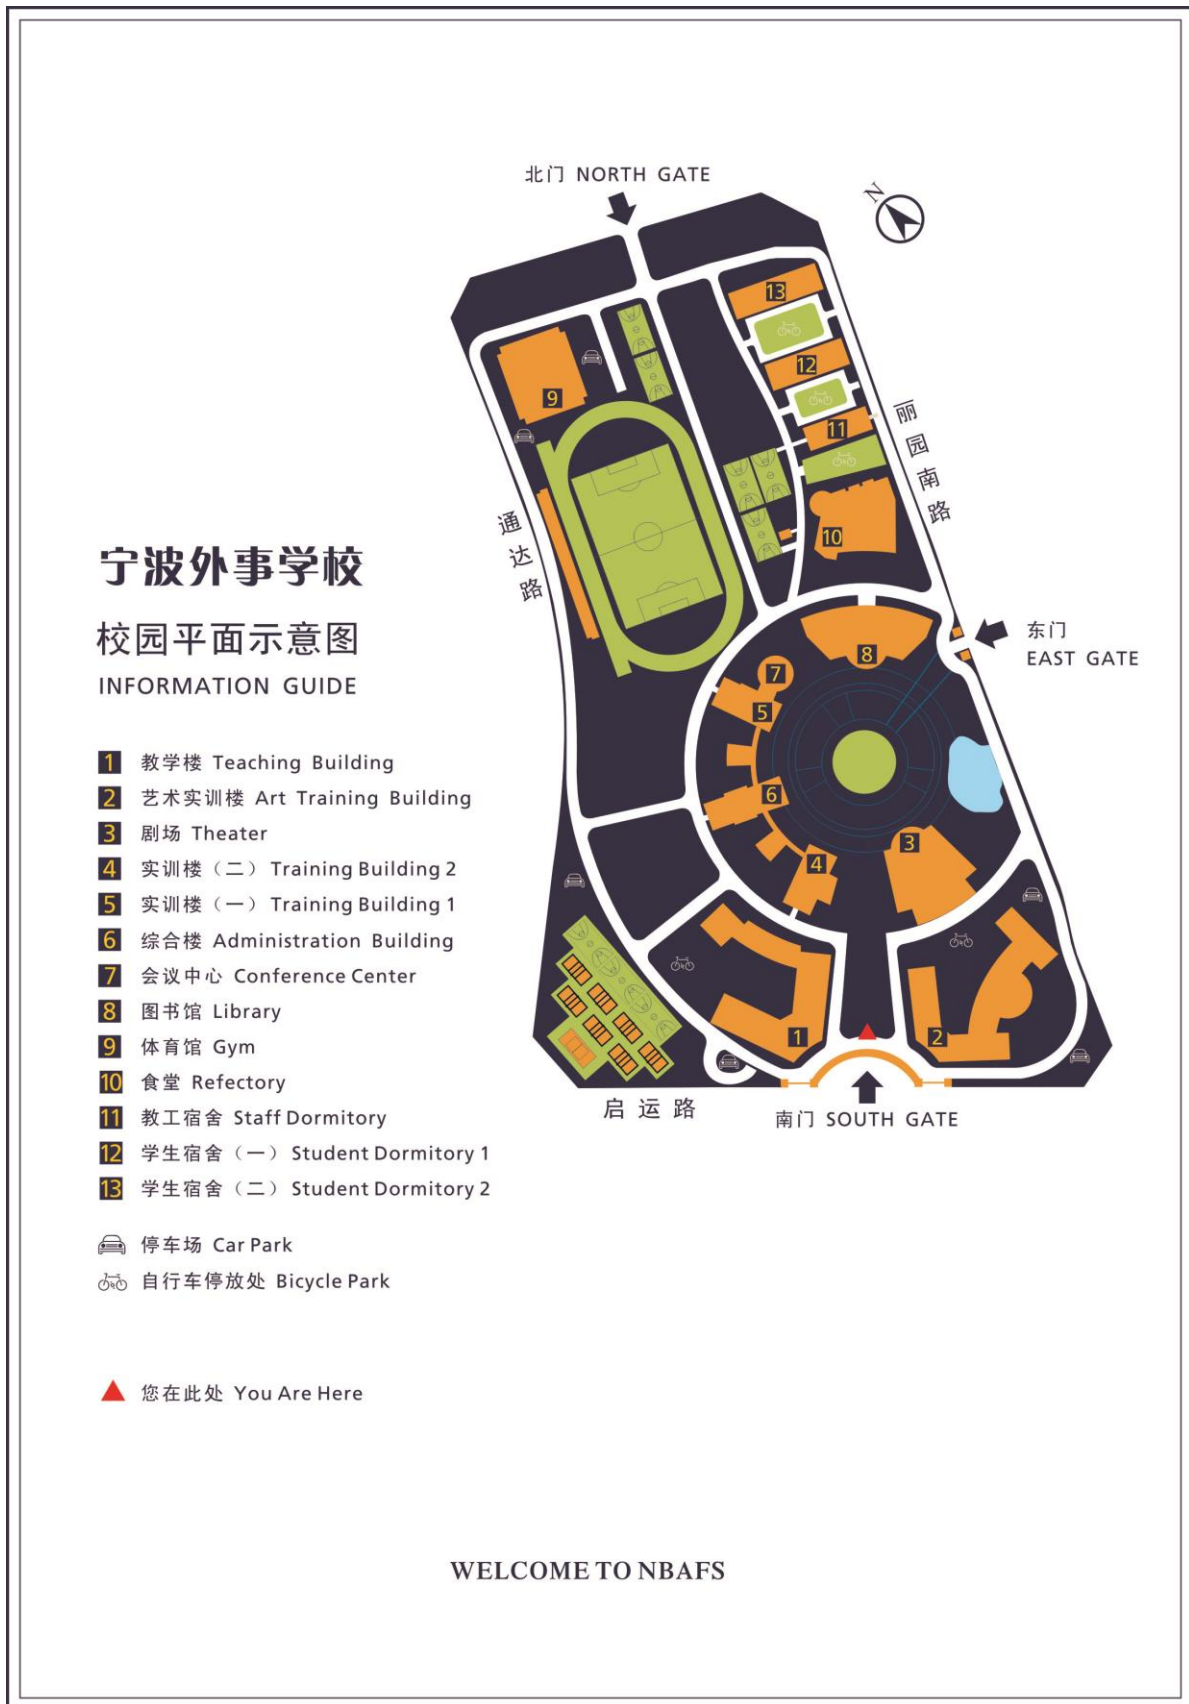 北门 NORTH GATE
N
13
12
9
11
丽园南路
10
通达路
宁波外事学校
校园平面示意图
INFORMATION GUIDE
东门
EAST GATE
8
7
5
6
3
4
1
2
启运路
南门 SOUTH GATE
1 教学楼 Teaching Building
2 艺术实训楼 Art Training Building
3 剧场 Theater
4 实训楼（二）Training Building 2
5 实训楼（一）Training Building 1
6 综合楼 Administration Building
7 会议中心 Conference Center
8 图书馆 Library
9 体育馆 Gym
10 食堂 Refectory
11 教工宿舍 Staff Dormitory
12 学生宿舍（一）Student Dormitory 1
13 学生宿舍（二）Student Dormitory 2
停车场 Car Park
自行车停放处 Bicycle Park
您在此处 You Are Here
WELCOME TO NBAFS